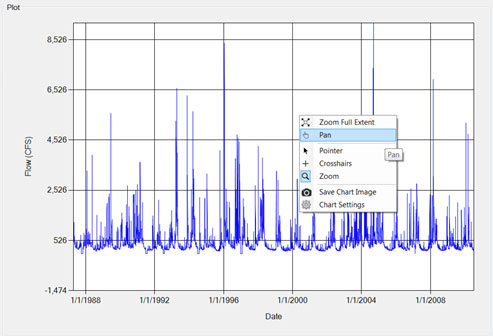 Plot
8,526
6,526
4,526
2,526
526
-1,474
Flow (CFS)
Zoom Full Extent
Pan
Pointer
Pan
Crosshairs
Zoom
Save Chart Image
Chart Settings
1/1/1988
1/1/1992
1/1/1996
1/1/2000
1/1/2004
1/1/2008
Date